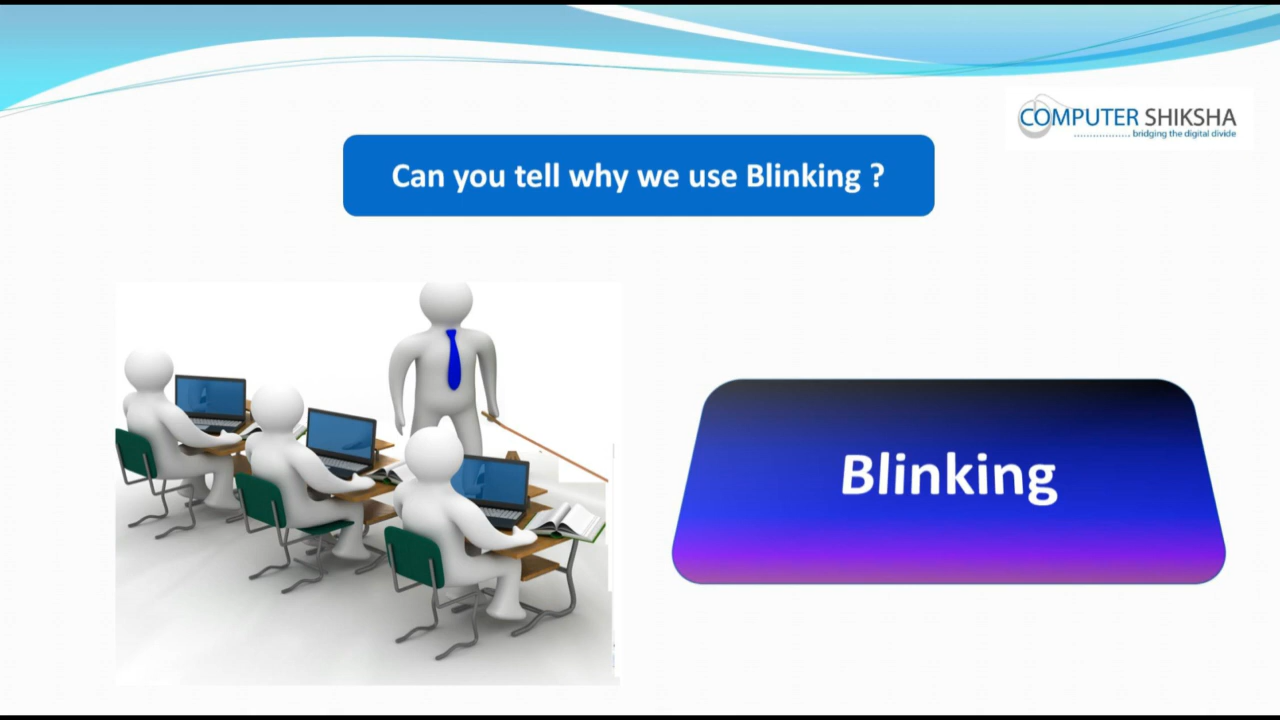 COMPUTER SHIKSHA
bridging the digital divide
Can you tell why we use Blinking ?
Blinking